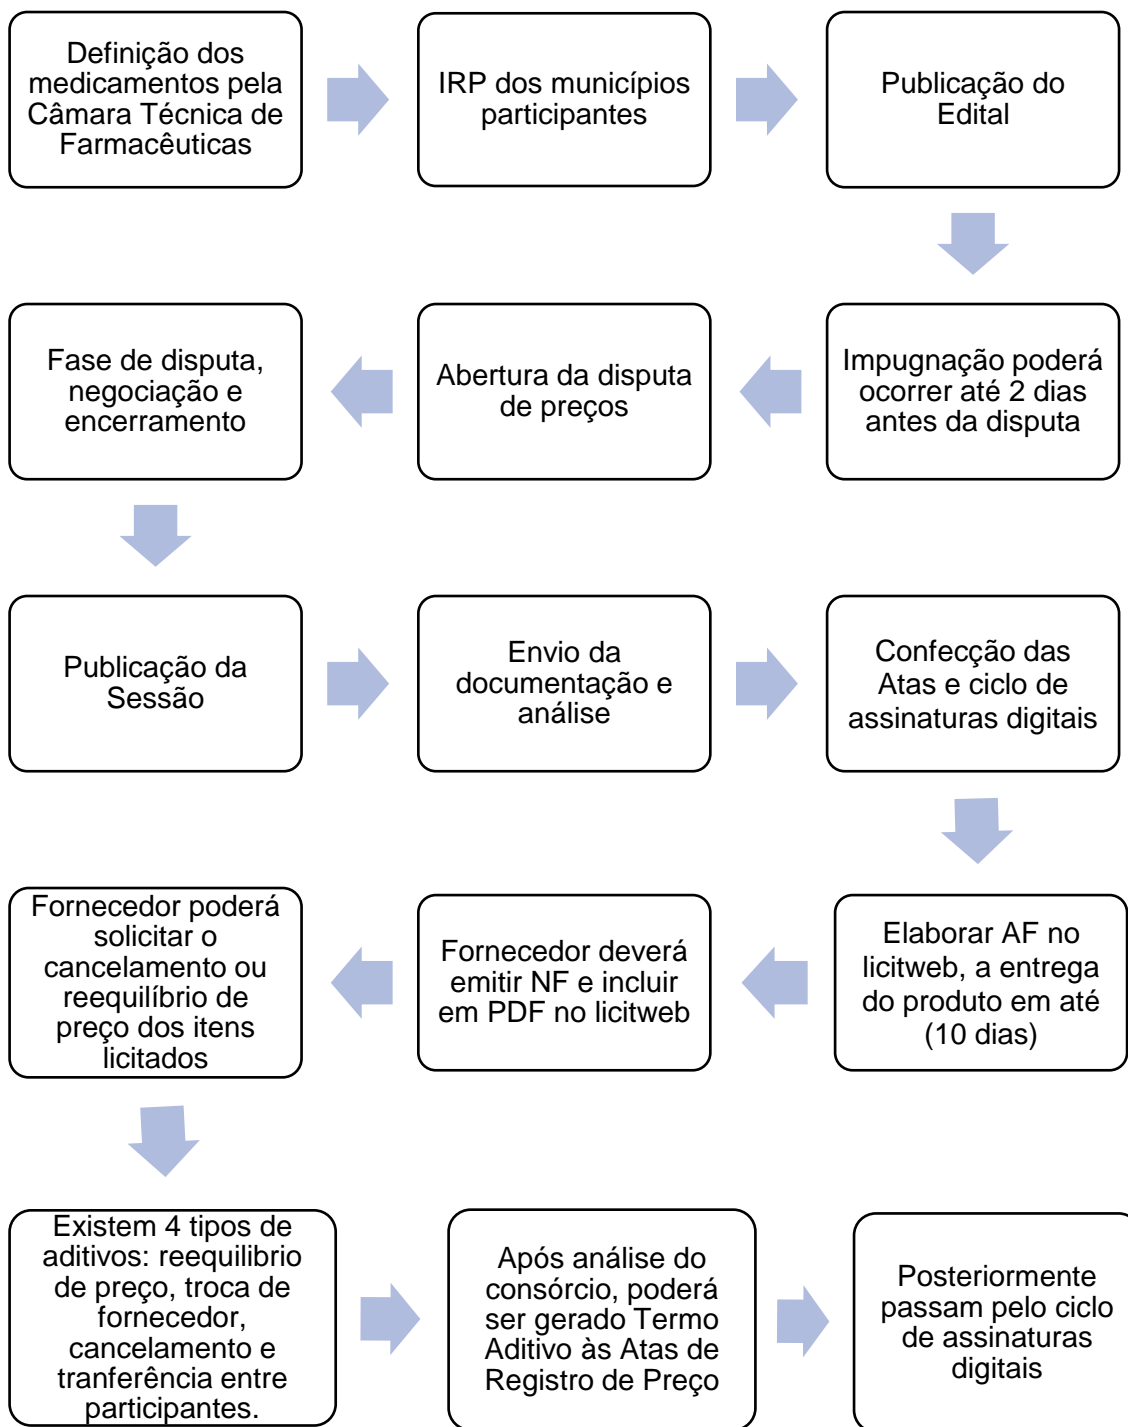 Definição dos
medicamentos pela
Câmara Técnica de
Farmacêuticas
IRP dos municípios
participantes
Publicação do
Edital
Impugnação poderá
ocorrer até 2 dias
antes da disputa
Abertura da disputa
de preços
Fase de disputa,
negociação e
encerramento
Publicação da
Sessão
Envio da
documentação e
análise
Confecção das
Atas e ciclo de
assinaturas digitais
Elaborar AF no
licitweb, a entrega
do produto em até
(10 dias)
Fornecedor deverá
emitir NF e incluir
em PDF no licitweb
Fornecedor poderá
solicitar o
cancelamento ou
reequilíbrio de
preço dos itens
licitados
Existem 4 tipos de
aditivos: reequilibrio
de preço, troca de
fornecedor,
cancelamento e
tranferência entre
participantes.
Após análise do
consórcio, poderá
ser gerado Termo
Aditivo às Atas de
Registro de Preço
Posteriormente
passam pelo ciclo
de assinaturas
digitais